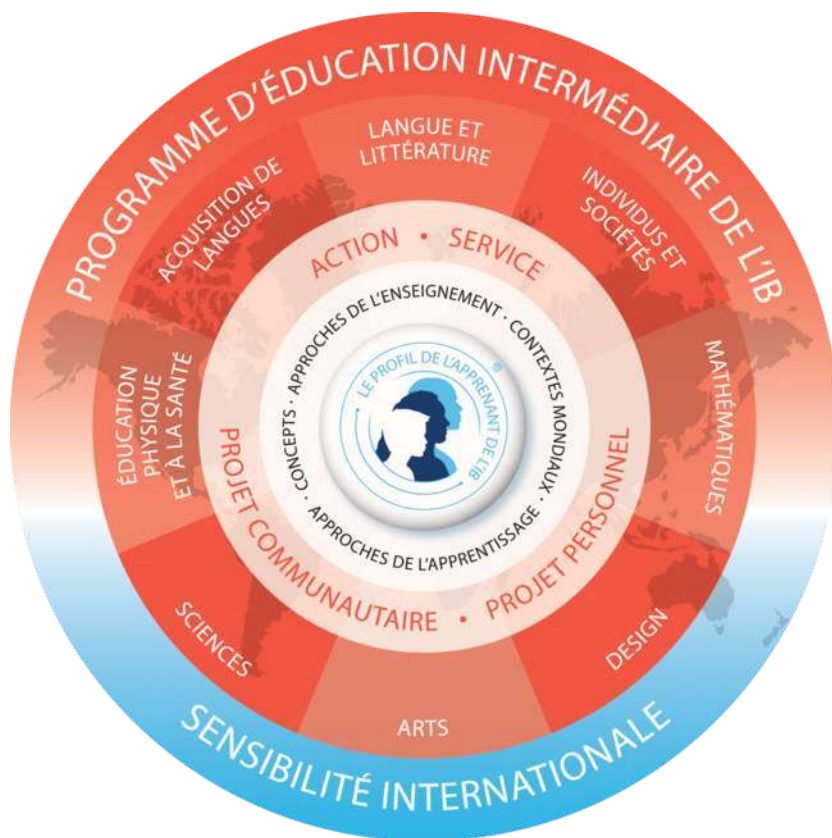 PROGRAMME D'ÉDUCATION INTERMÉDIAIRE DE L'IB
LANGUE ET
LITTÉRATURE
INDIVIDUS ET
SOCIÉTÉS
MATHÉMATIQUES
DESIGN
ARTS
SCIENCES
ÉDUCATION
PHYSIQUE
ET À LA SANTÉ
ACQUISITION DE
LANGUES
ACTION • SERVICE
PROJET COMMUNAUTAIRE • PROJET PERSONNEL
CONCEPTS · APPROCHES DE L'ENSEIGNEMENT · CONTEXTES MONDIAUX ·
APPROCHES DE L'APPRENTISSAGE ·
LE PROFIL DE L'APPRENANT DE L'IB ®
SENSIBILITÉ INTERNATIONALE